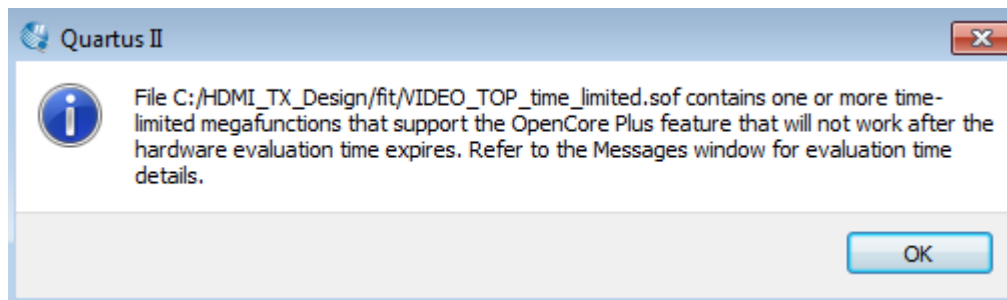 Quartus II
File C:/HDMI_TX_Design/fit/VIDEO_TOP_time_limited.sof contains one or more time-
limited megafunctions that support the OpenCore Plus feature that will not work after the
hardware evaluation time expires. Refer to the Messages window for evaluation time
details.
OK